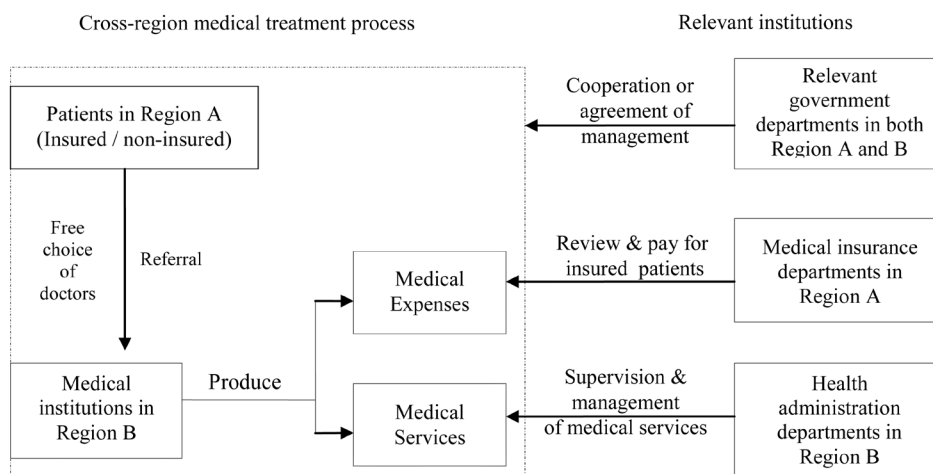 Cross-region medical treatment process
Relevant institutions
Patients in Region A
(Insured / non-insured)
Cooperation or
agreement of
management
Relevant
government
departments in both
Region A and B
Free
choice
of
doctors
Referral
Medical
Expenses
Review & pay for
insured patients
Medical insurance
departments in
Region A
Medical
institutions in
Region B
Produce
Medical
Services
Supervision &
management
of medical services
Health
administration
departments in
Region B